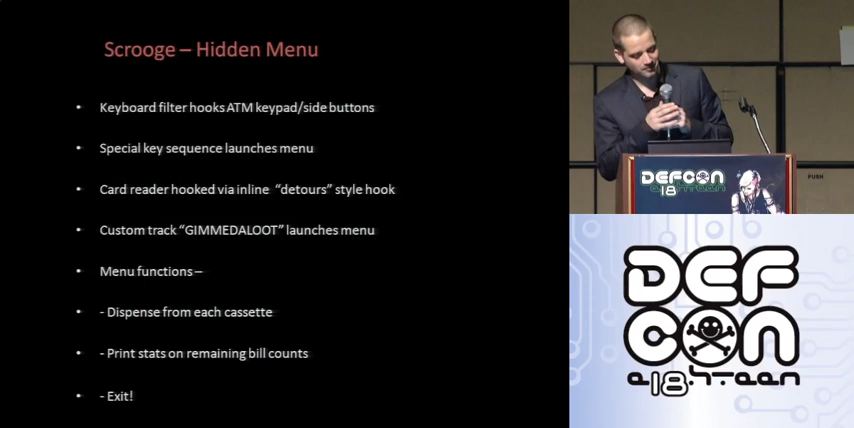 Scrooge – Hidden Menu
• Keyboard filter hooks ATM keypad/side buttons
• Special key sequence launches menu
• Card reader hooked via inline “detours” style hook
• Custom track “GIMMEDALOOT” launches menu
• Menu functions –
• - Dispense from each cassette
• - Print stats on remaining bill counts
• - Exit!
DEFCON
18
PUSH
DEF
CON
18